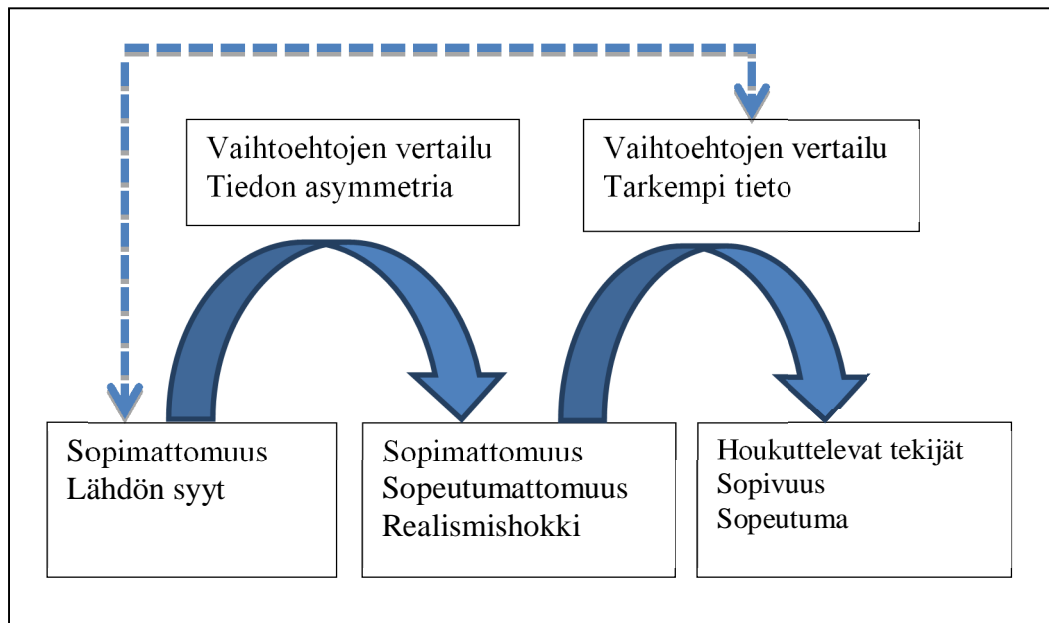 Vaihtoehtojen vertailu
Tiedon asymmetria
Vaihtoehtojen vertailu
Tarkempi tieto
Sopimattomuus
Lähdön syyt
Sopimattomuus
Sopeutumattomuus
Realismishokki
Houkuttelevat tekijät
Sopivuus
Sopeutuma